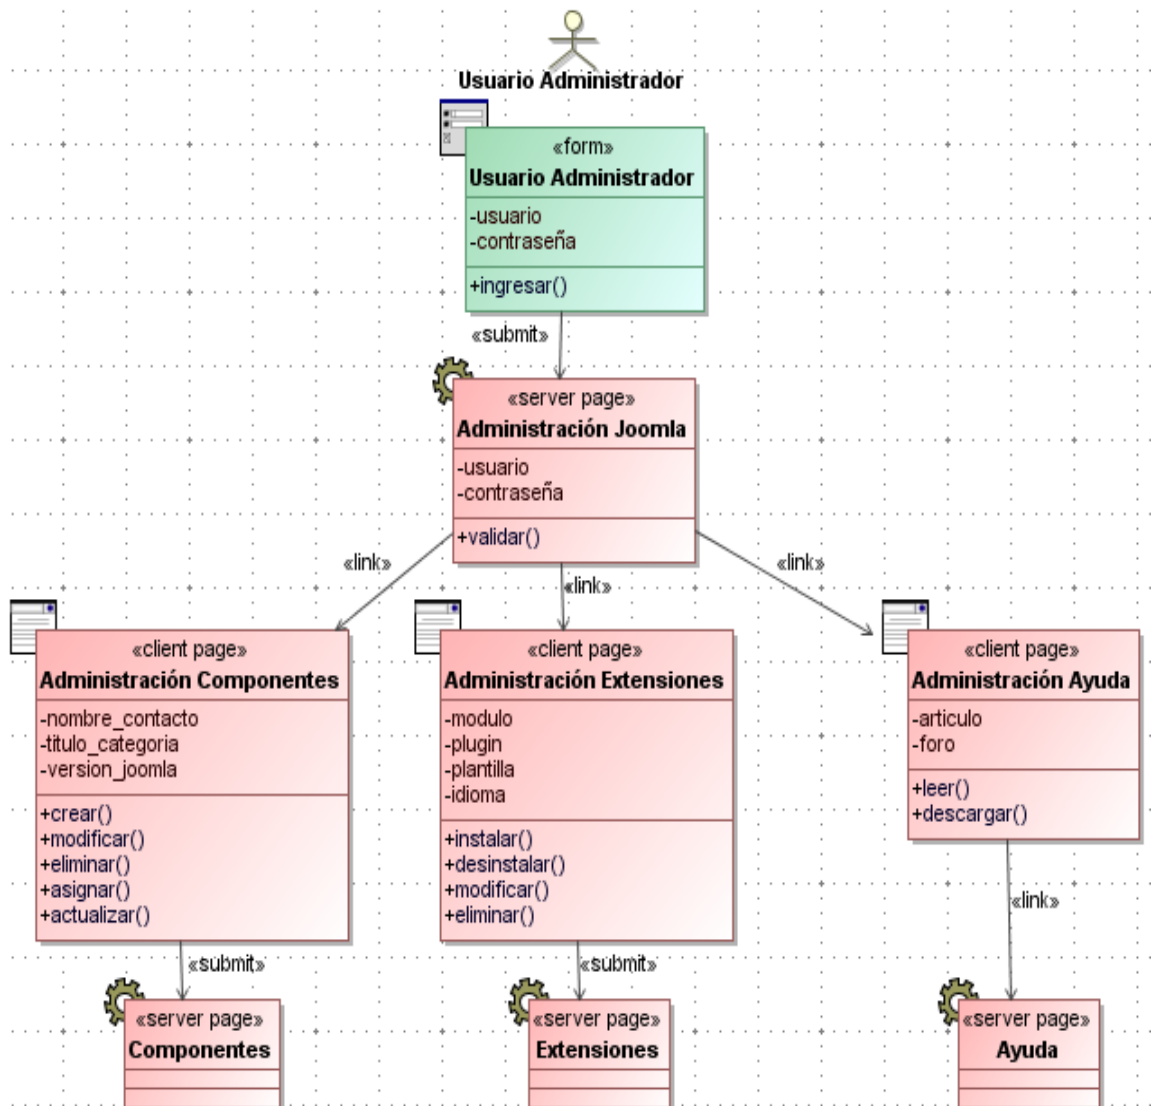 Usuario Administrador
«form»
Usuario Administrador
-usuario
-contraseña
+ingresar()
«submit»
«server page»
Administración Joomla
-usuario
-contraseña
+validar()
«link»
«link»
«link»
«client page»
Administración Componentes
-nombre_contacto
-titulo_categoria
-version_joomla
+crear()
+modificar()
+eliminar()
+asignar()
+actualizar()
«client page»
Administración Extensiones
-modulo
-plugin
-plantilla
-idioma
+instalar()
+desinstalar()
+modificar()
+eliminar()
«client page»
Administración Ayuda
-articulo
-foro
+leer()
+descargar()
«submit»
«submit»
«link»
«server page»
Componentes
«server page»
Extensiones
«server page»
Ayuda